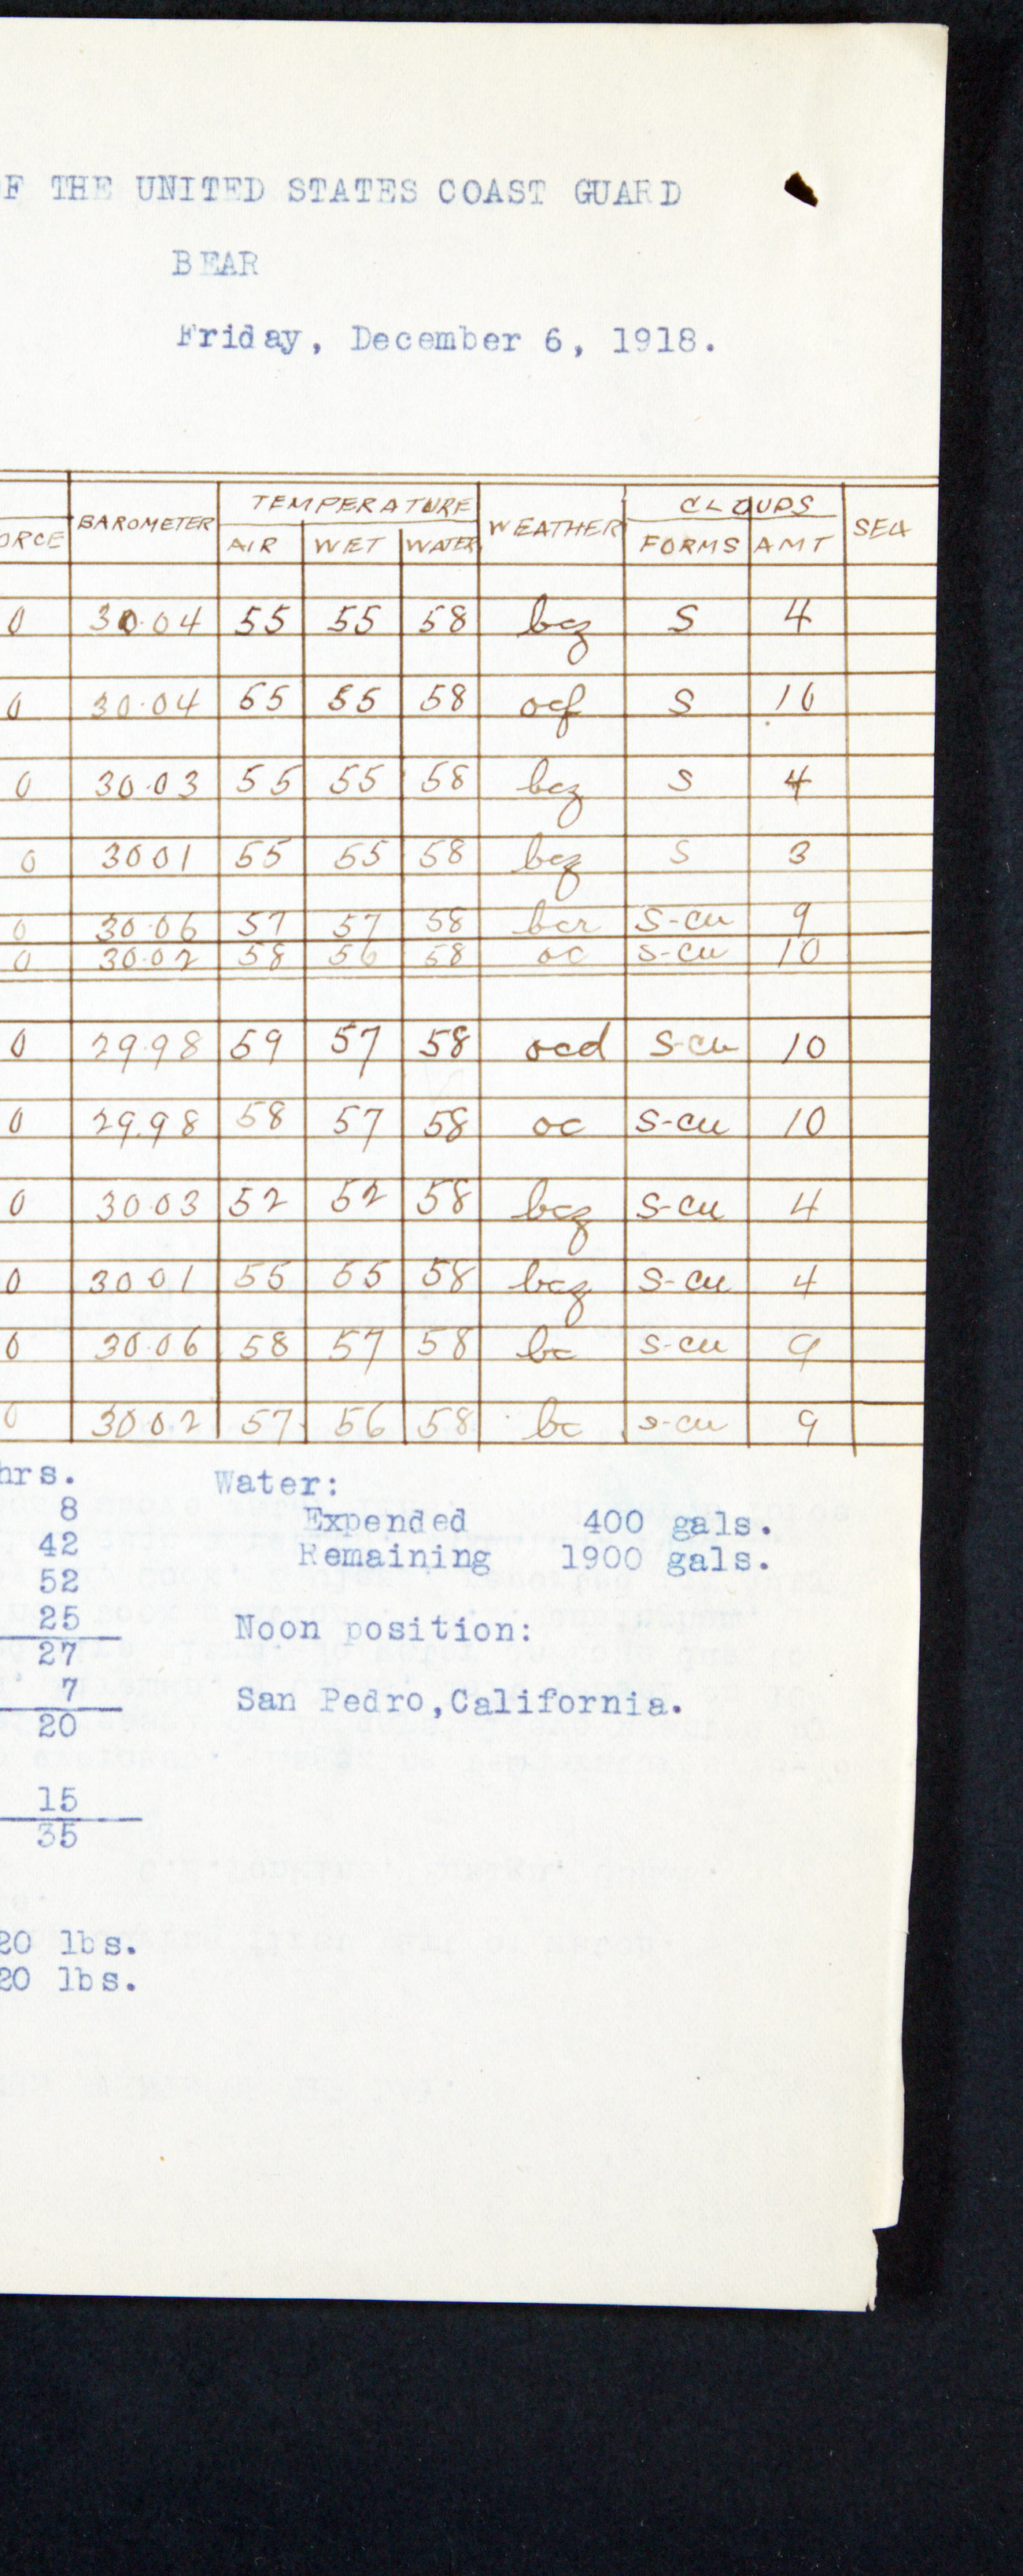 F THE UNITED STATES COAST GUARD
BEAR
Friday, December 6, 1918.
TEMPERATURE CLOUDS
ORCE BAROMETER AIR WET WATER WEATHER FORMS AMT SEA
0 30.04 55 55 58 bcz S 4
0 30.04 55 55 58 ocf S 10
0 30.03 55 55 58 bcz S 4
0 30 01 55 55 58 bcz S 3
0 30.06 57 57 58 bcr S-cu 9
0 30.02 58 56 58 oc S-cu 10
0 29.98 59 57 58 ocd S-cu 10
0 29.98 58 57 58 oc S-cu 10
0 30.03 52 52 58 bcz S-cu 4
0 30 01 55 55 58 bcz S-cu 4
0 30.06 58 57 58 bc S-cu 9
0 30 02 57 56 58 bc s-cu 9
hrs. Water:
8 Expended 400 gals.
42 Remaining 1900 gals.
52
25 Noon position:
27
7 San Pedro,California.
20
15
35
20 lbs.
20 lbs.